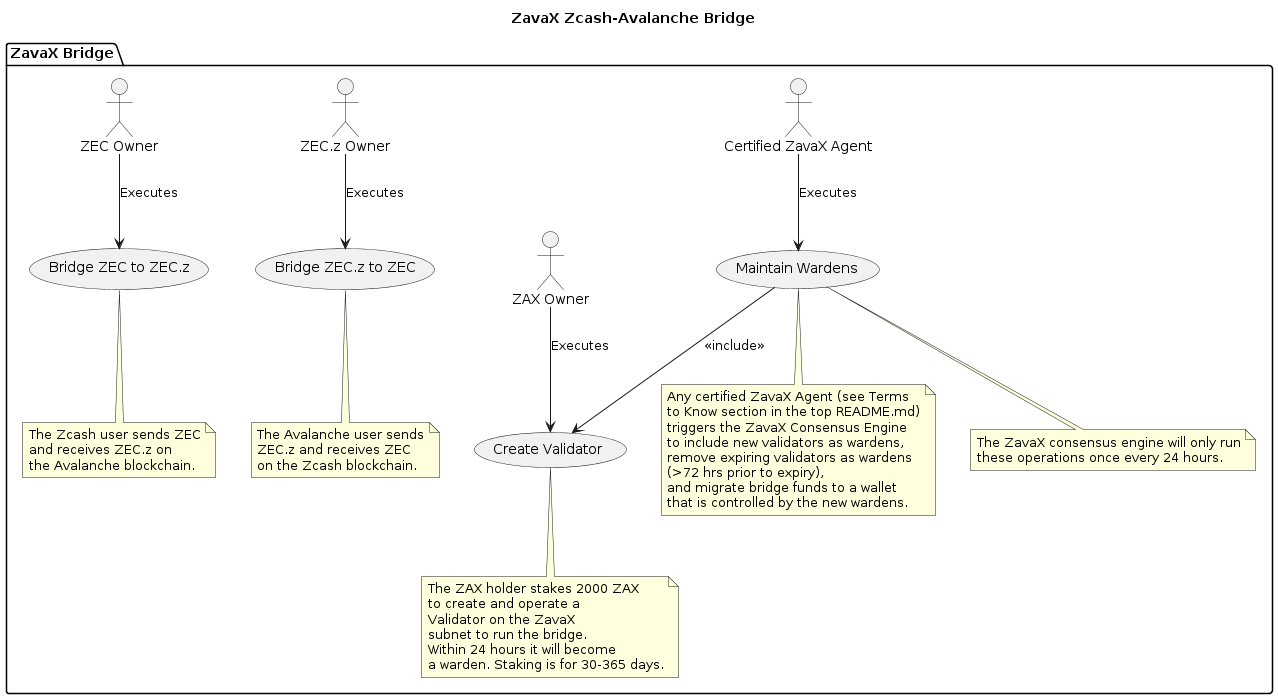 ZavaX Zcash-Avalanche Bridge
ZavaX Bridge
ZEC Owner
ZEC.z Owner
Certified ZavaX Agent
Executes
Executes
Executes
Bridge ZEC to ZEC.z
Bridge ZEC.z to ZEC
Maintain Wardens
ZAX Owner
Executes
«include»
The Zcash user sends ZEC
and receives ZEC.z on
the Avalanche blockchain.
The Avalanche user sends
ZEC.z and receives ZEC
on the Zcash blockchain.
Create Validator
Any certified ZavaX Agent (see Terms
to Know section in the top README.md)
triggers the ZavaX Consensus Engine
to include new validators as wardens,
remove expiring validators as wardens
(>72 hrs prior to expiry),
and migrate bridge funds to a wallet
that is controlled by the new wardens.
The ZavaX consensus engine will only run
these operations once every 24 hours.
The ZAX holder stakes 2000 ZAX
to create and operate a
Validator on the ZavaX
subnet to run the bridge.
Within 24 hours it will become
a warden. Staking is for 30-365 days.